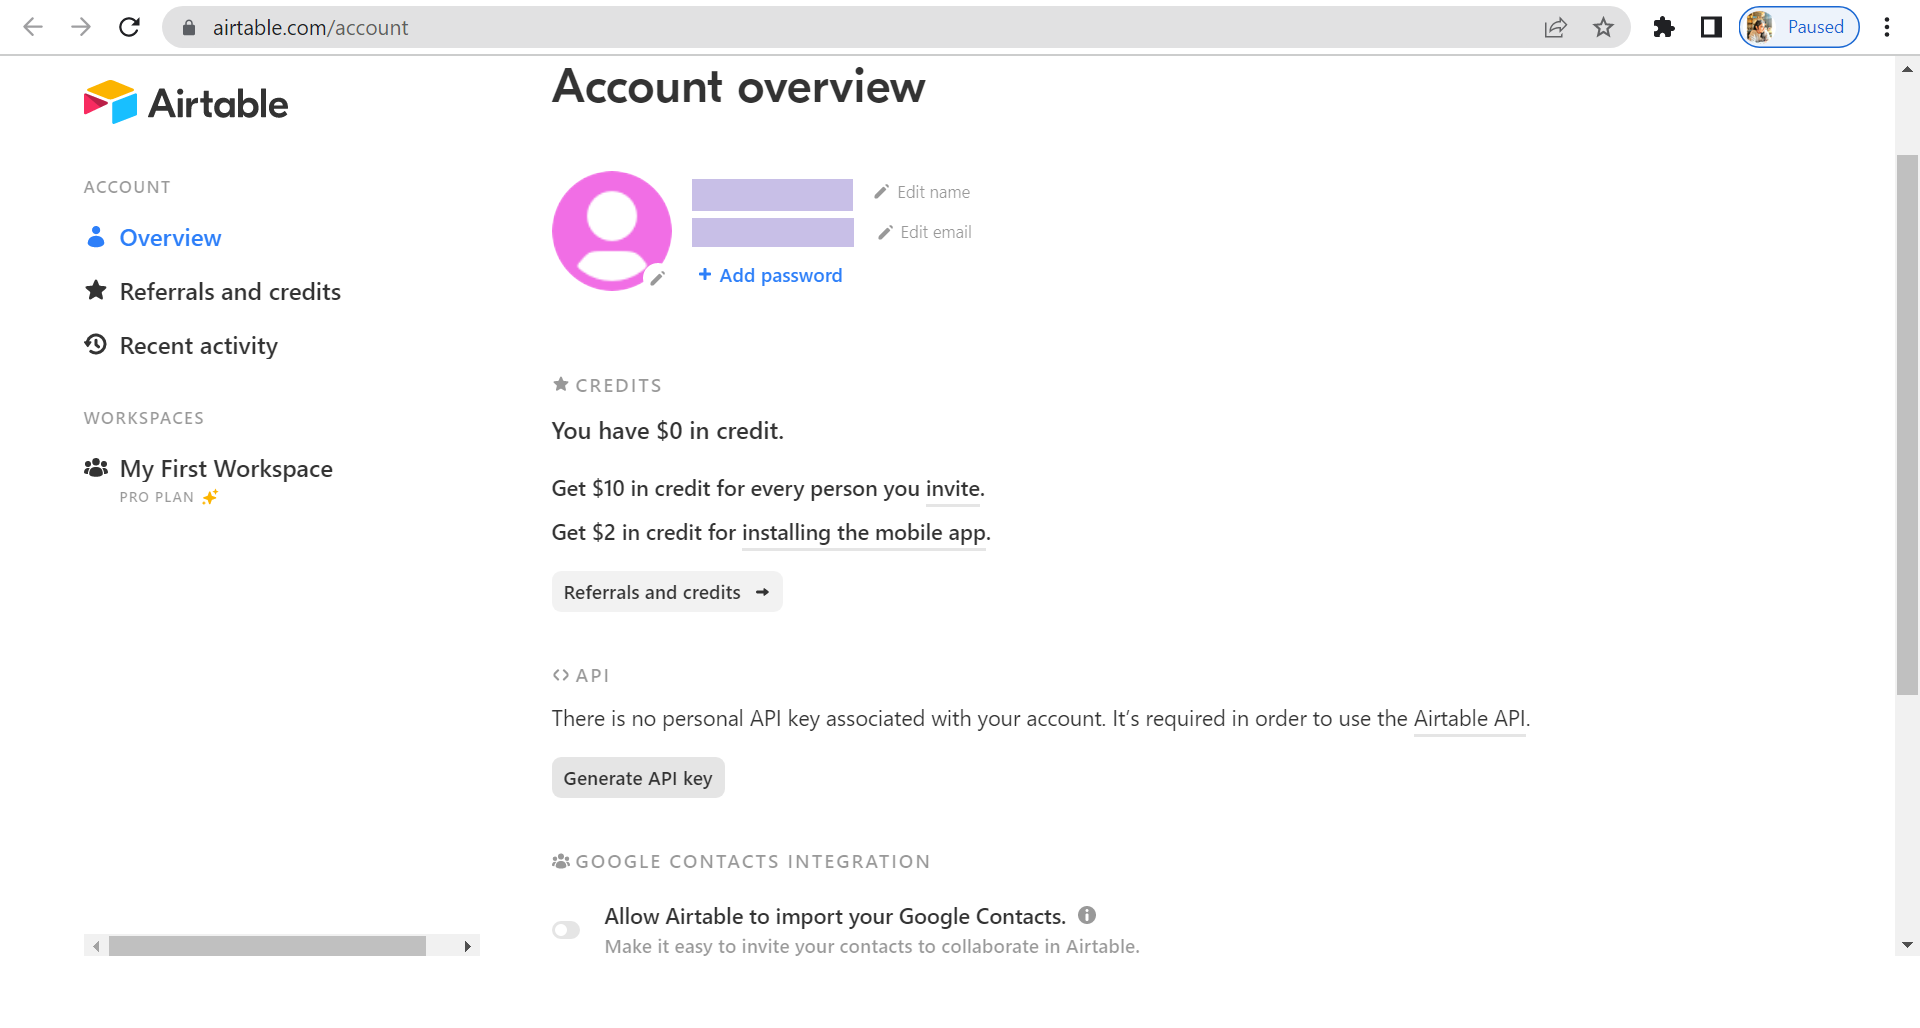 airtable.com/account
Paused
Airtable
ACCOUNT
Overview
Referrals and credits
Recent activity
WORKSPACES
My First Workspace
PRO PLAN
Account overview
Edit name
Edit email
+ Add password
CREDITS
You have $0 in credit.
Get $10 in credit for every person you invite.
Get $2 in credit for installing the mobile app.
Referrals and credits
<> API
There is no personal API key associated with your account. It’s required in order to use the Airtable API.
Generate API key
GOOGLE CONTACTS INTEGRATION
Allow Airtable to import your Google Contacts.
Make it easy to invite your contacts to collaborate in Airtable.